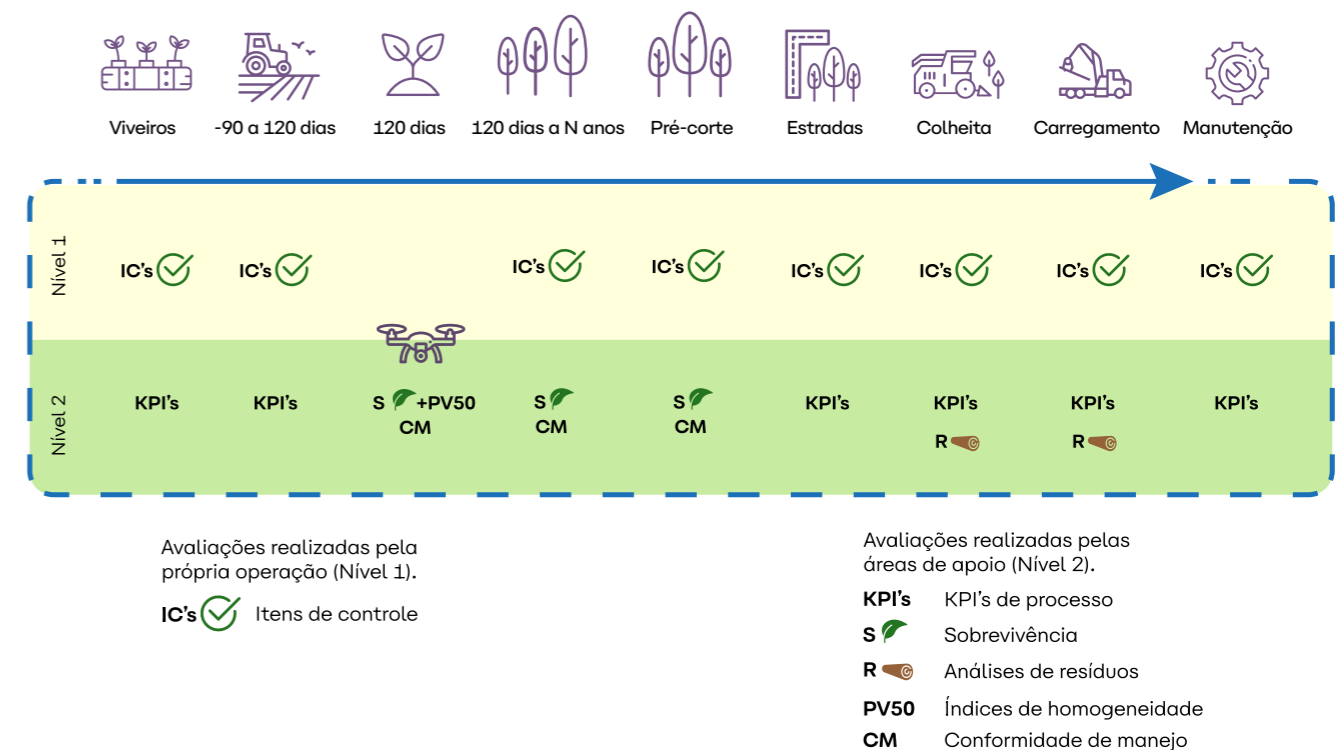 Viveiros
-90 a 120 dias
120 dias
120 dias a N anos
Pré-corte
Estradas
Colheita
Carregamento
Manutenção
Nível 1
IC's
IC's
IC's
IC's
IC's
IC's
IC's
IC's
Nível 2
KPI's
KPI's
S +PV50
CM
S
CM
S
CM
KPI's
KPI's
R
KPI's
R
KPI's
Avaliações realizadas pela
própria operação (Nível 1).
IC's Itens de controle
Avaliações realizadas pelas
áreas de apoio (Nível 2).
KPI's KPI's de processo
S Sobrevivência
R Análises de resíduos
PV50 Índices de homogeneidade
CM Conformidade de manejo